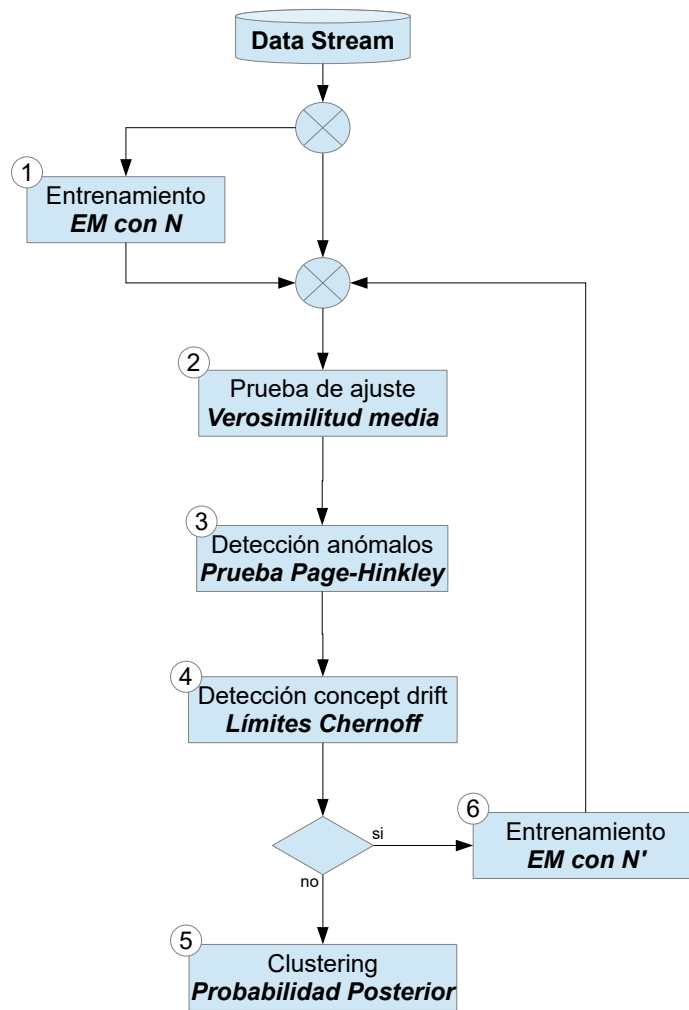 Data Stream
1
Entrenamiento
EM con N
2
Prueba de ajuste
Verosimilitud media
3
Detección anómalos
Prueba Page-Hinkley
4
Detección concept drift
Límites Chernoff
si
no
6
Entrenamiento
EM con N'
5
Clustering
Probabilidad Posterior